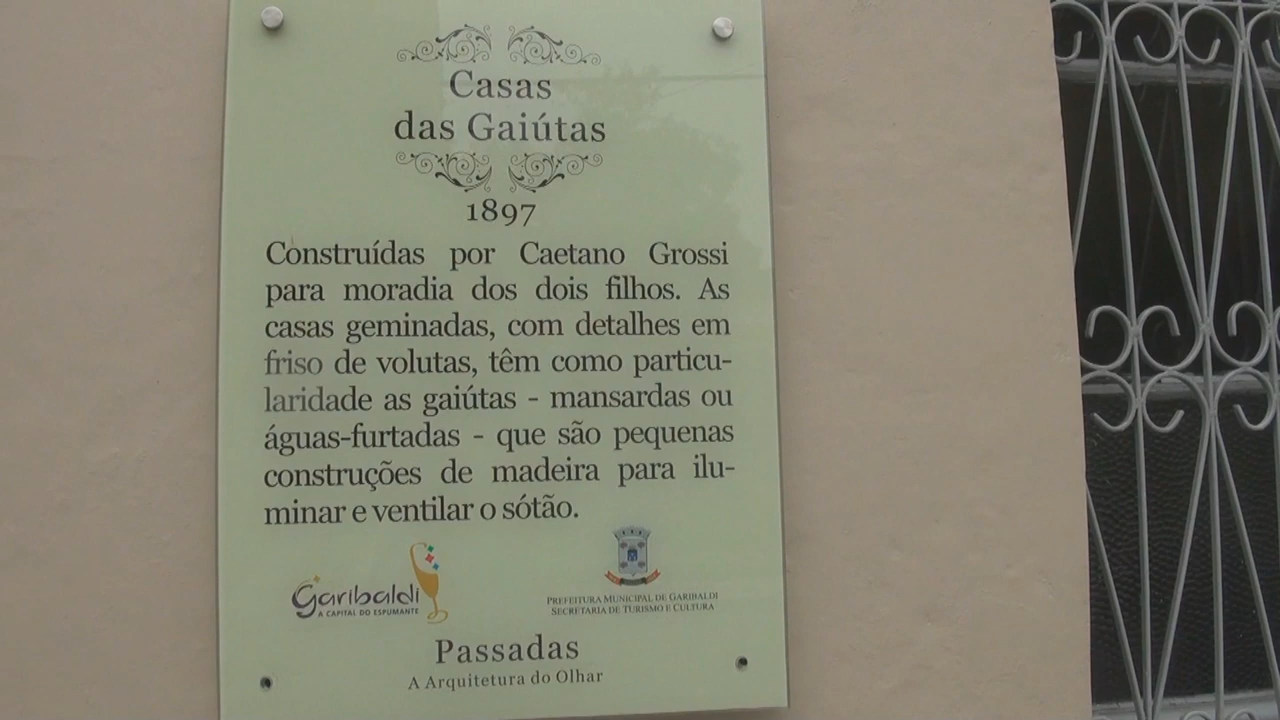 Casas
das Gaiútas
1897
Construídas por Caetano Grossi
para moradia dos dois filhos. As
casas geminadas, com detalhes em
friso de volutas, têm como particu-
laridade as gaiútas - mansardas ou
águas-furtadas - que são pequenas
construções de madeira para ilu-
minar e ventilar o sótão.
Garibaldi
A CAPITAL DO ESPUMANTE
PREFEITURA MUNICIPAL DE GARIBALDI
SECRETARIA DE TURISMO E CULTURA
Passadas
A Arquitetura do Olhar